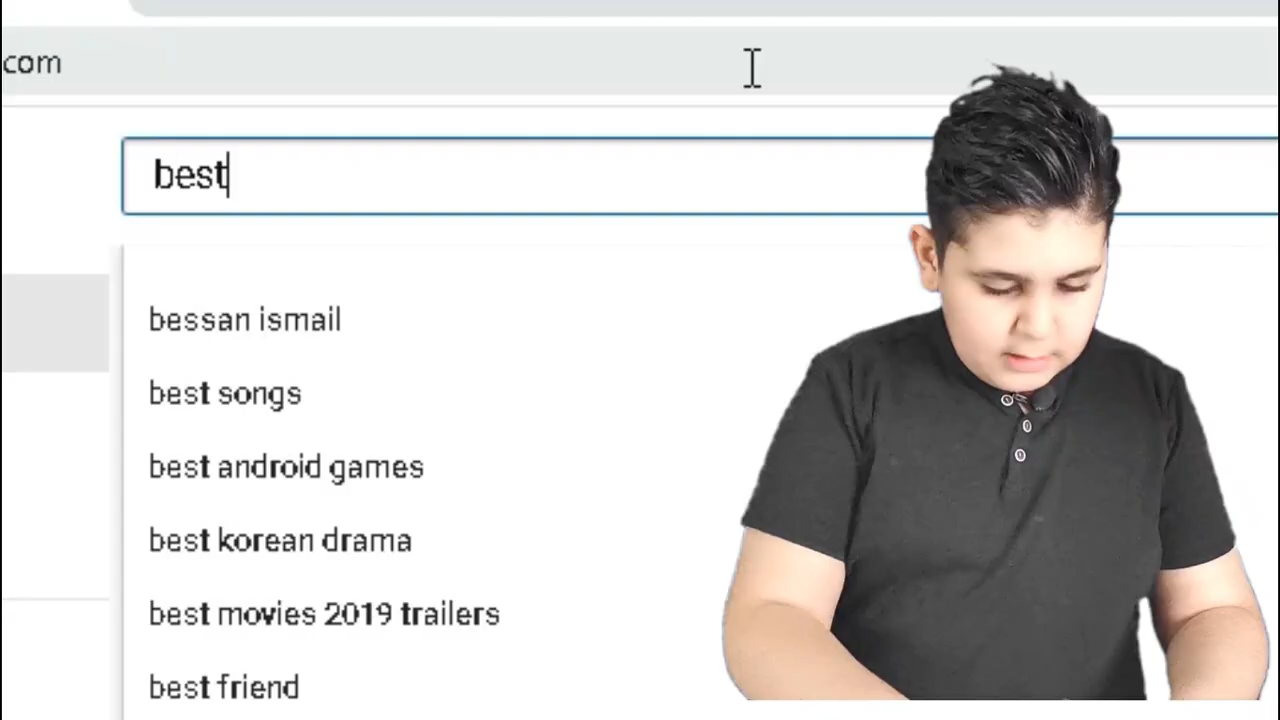 com
best
bessan ismail
best songs
best android games
best korean drama
best movies 2019 trailers
best friend